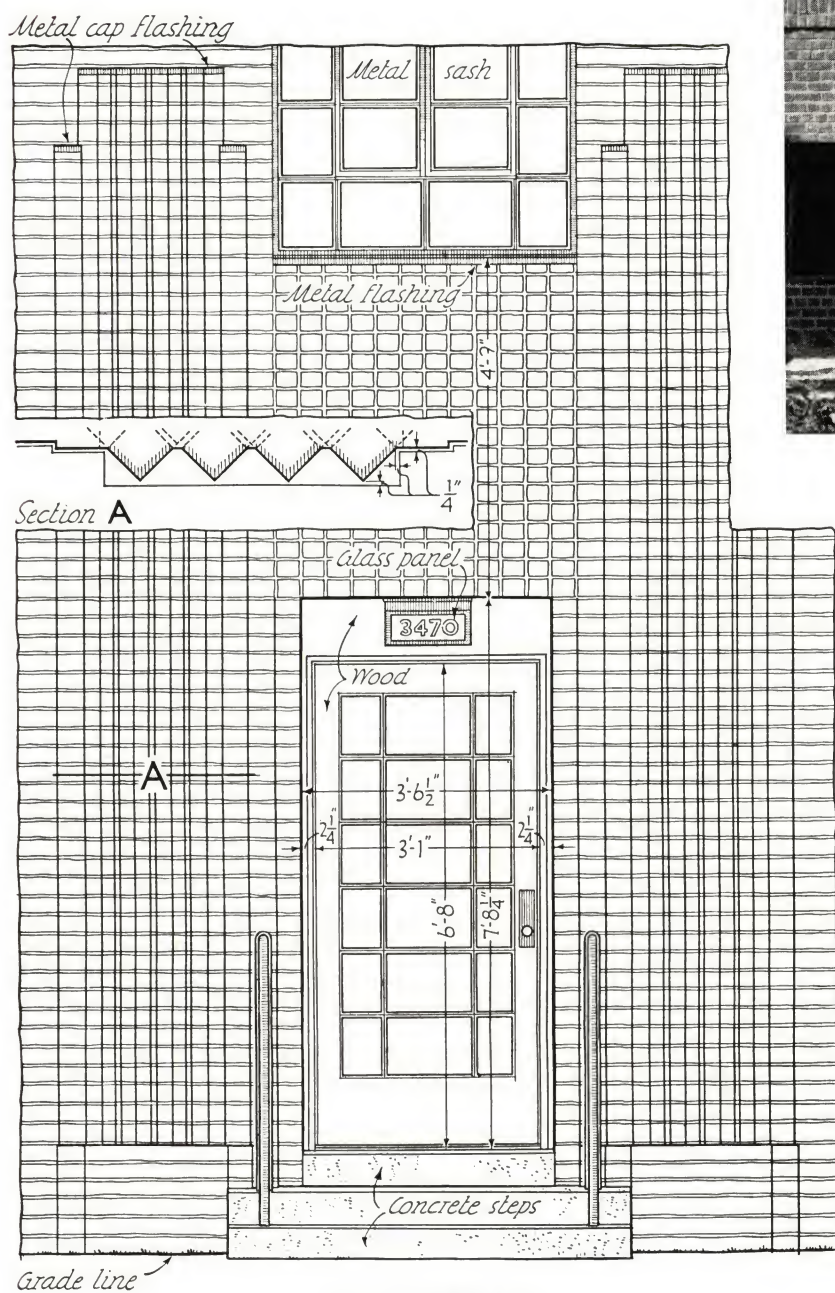 Metal cap flashing
Metal sash
Metal flashing
4'-9"
1/4"
Section A
Glass panel
3470
Wood
A
3'-6 1/2"
2 1/4"
2 1/4"
3'-1"
6'-8"
7'-8 1/4"
Concrete steps
Grade line